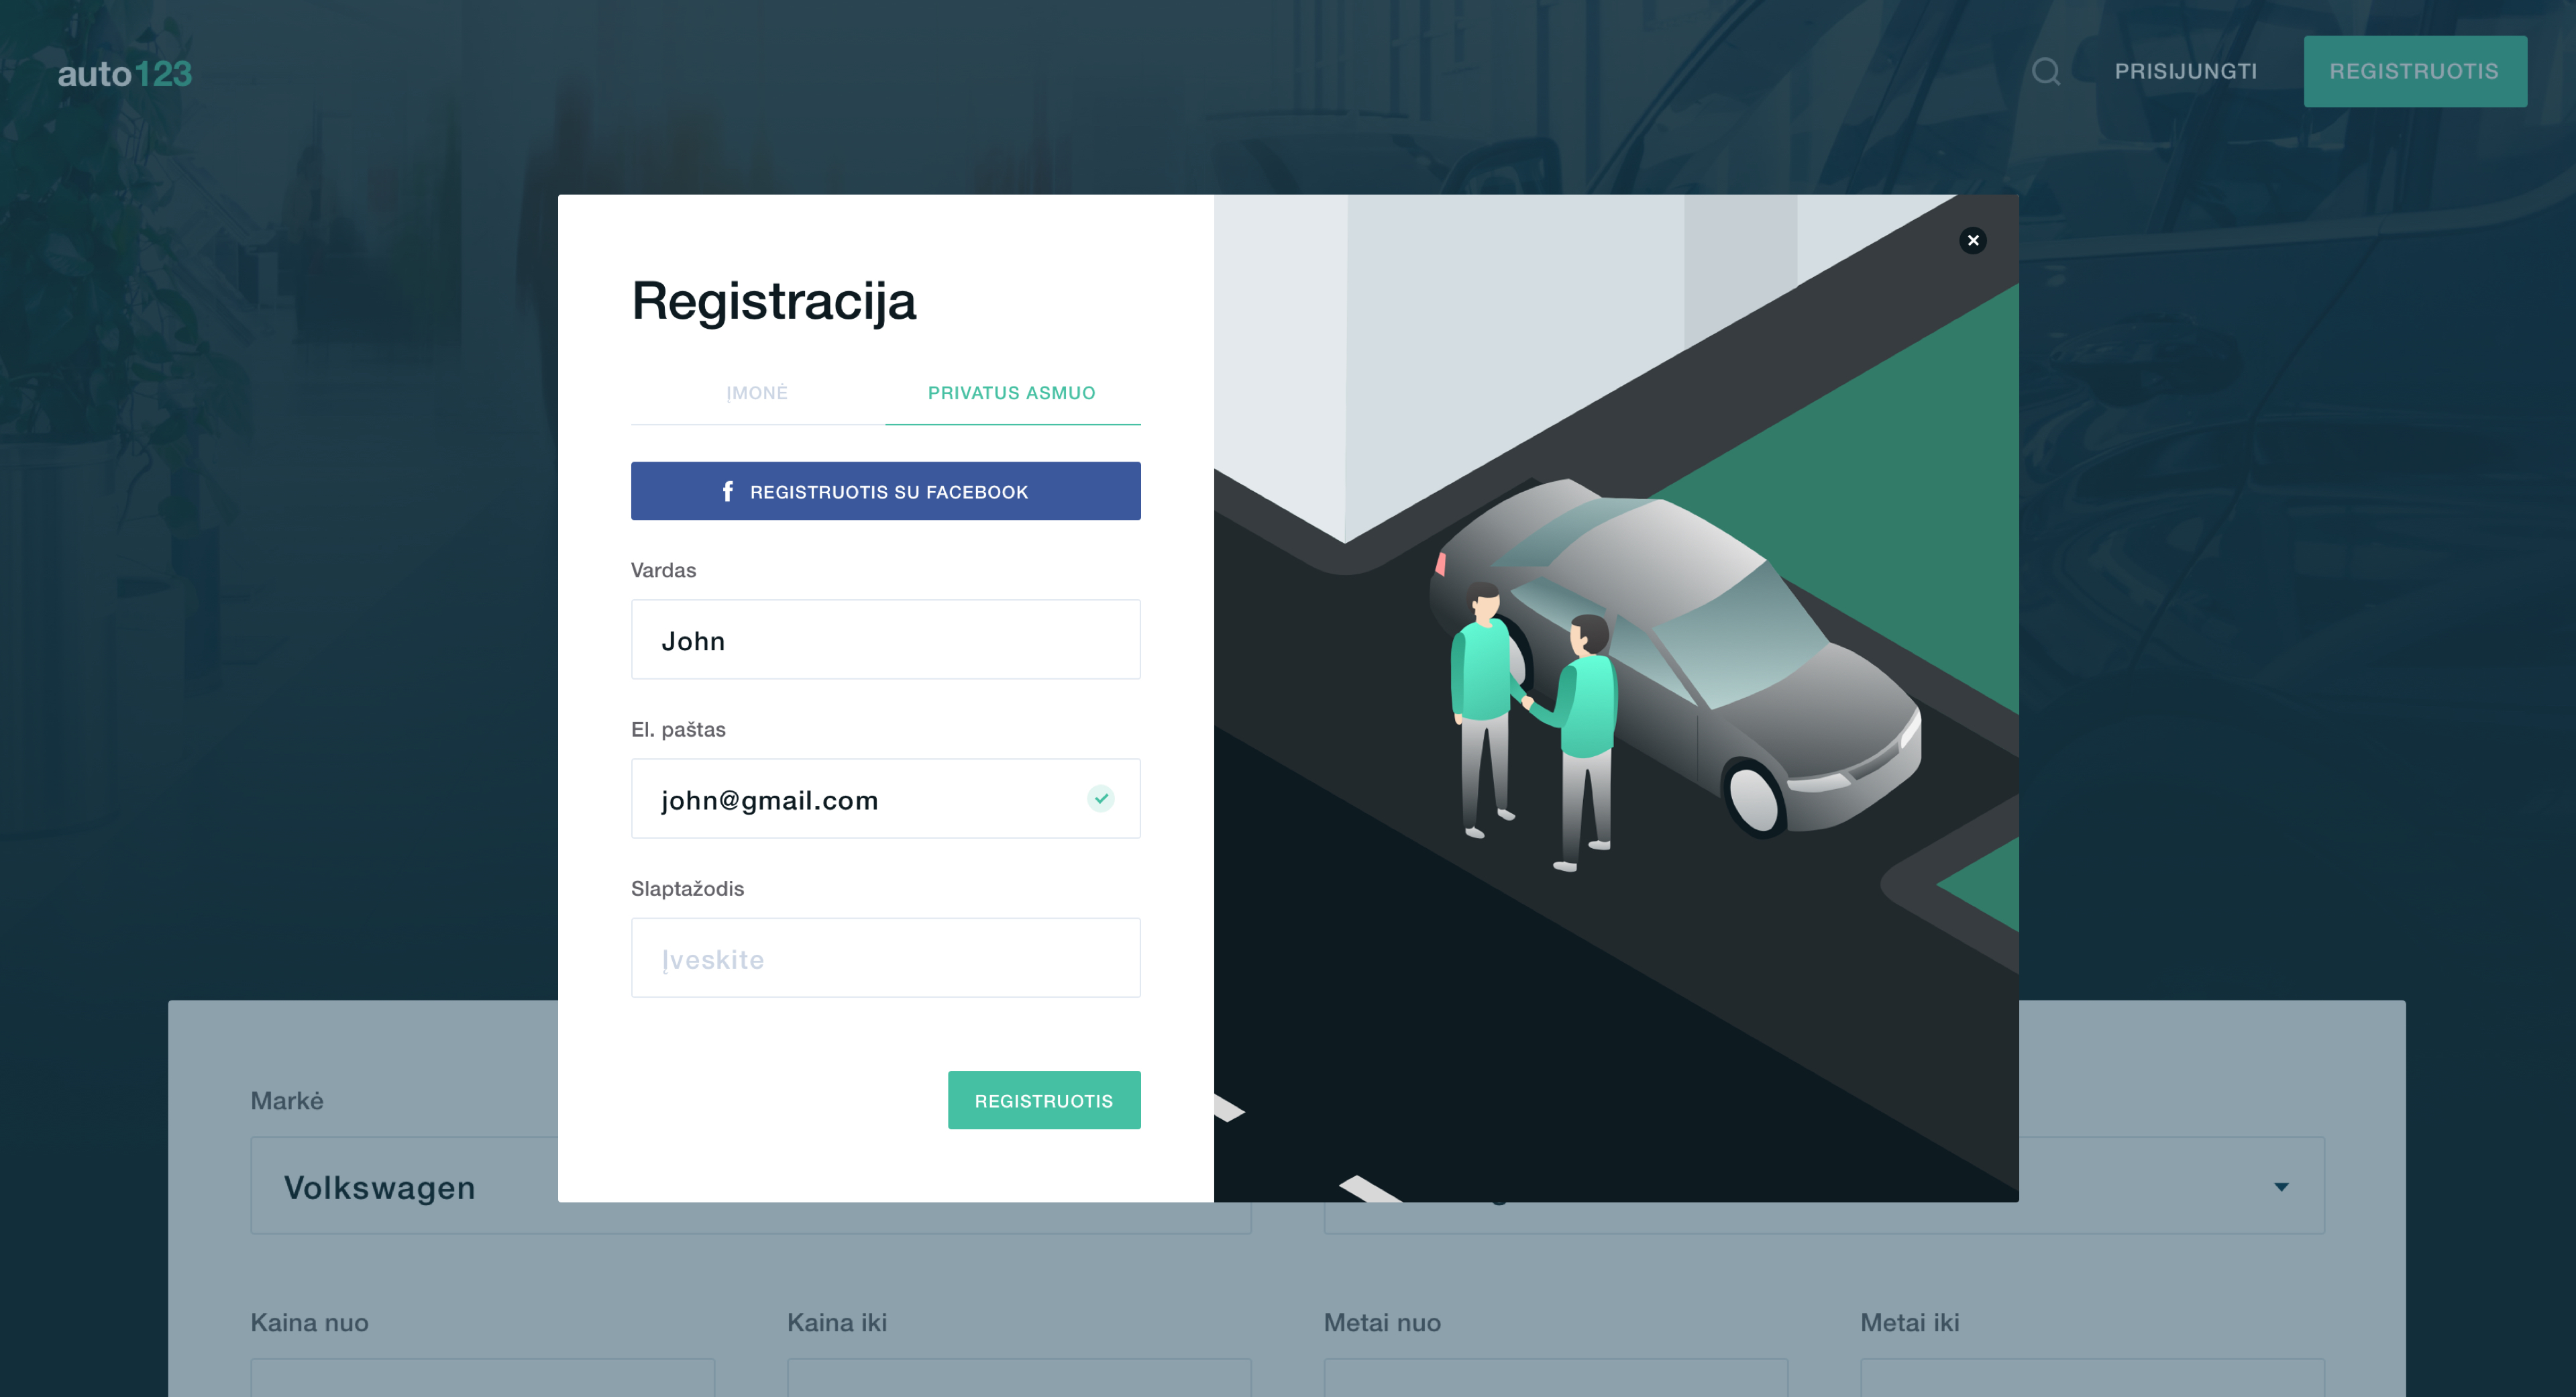 auto123
PRISIJUNGTI
REGISTRUOTIS
Registracija
ĮMONĖ
PRIVATUS ASMUO
f REGISTRUOTIS SU FACEBOOK
Vardas
John
El. paštas
john@gmail.com
Slaptažodis
Įveskite
REGISTRUOTIS
Markė
Volkswagen
Kaina nuo
Kaina iki
Metai nuo
Metai iki